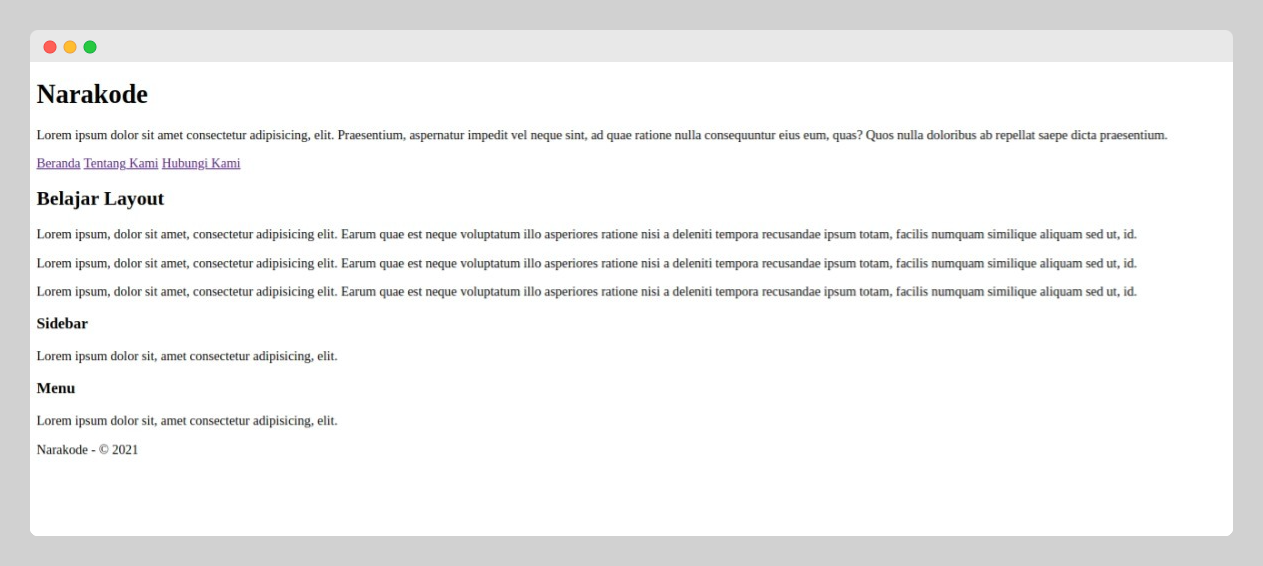 Narakode
Lorem ipsum dolor sit amet consectetur adipisicing, elit. Praesentium, aspernatur impedit vel neque sint, ad quae ratione nulla consequuntur eius eum, quas? Quos nulla doloribus ab repellat saepe dicta praesentium.
Beranda Tentang Kami Hubungi Kami
Belajar Layout
Lorem ipsum, dolor sit amet, consectetur adipisicing elit. Earum quae est neque voluptatum illo asperiores ratione nisi a deleniti tempora recusandae ipsum totam, facilis numquam similique aliquam sed ut, id.
Lorem ipsum, dolor sit amet, consectetur adipisicing elit. Earum quae est neque voluptatum illo asperiores ratione nisi a deleniti tempora recusandae ipsum totam, facilis numquam similique aliquam sed ut, id.
Lorem ipsum, dolor sit amet, consectetur adipisicing elit. Earum quae est neque voluptatum illo asperiores ratione nisi a deleniti tempora recusandae ipsum totam, facilis numquam similique aliquam sed ut, id.
Sidebar
Lorem ipsum dolor sit, amet consectetur adipisicing, elit.
Menu
Lorem ipsum dolor sit, amet consectetur adipisicing, elit.
Narakode - © 2021